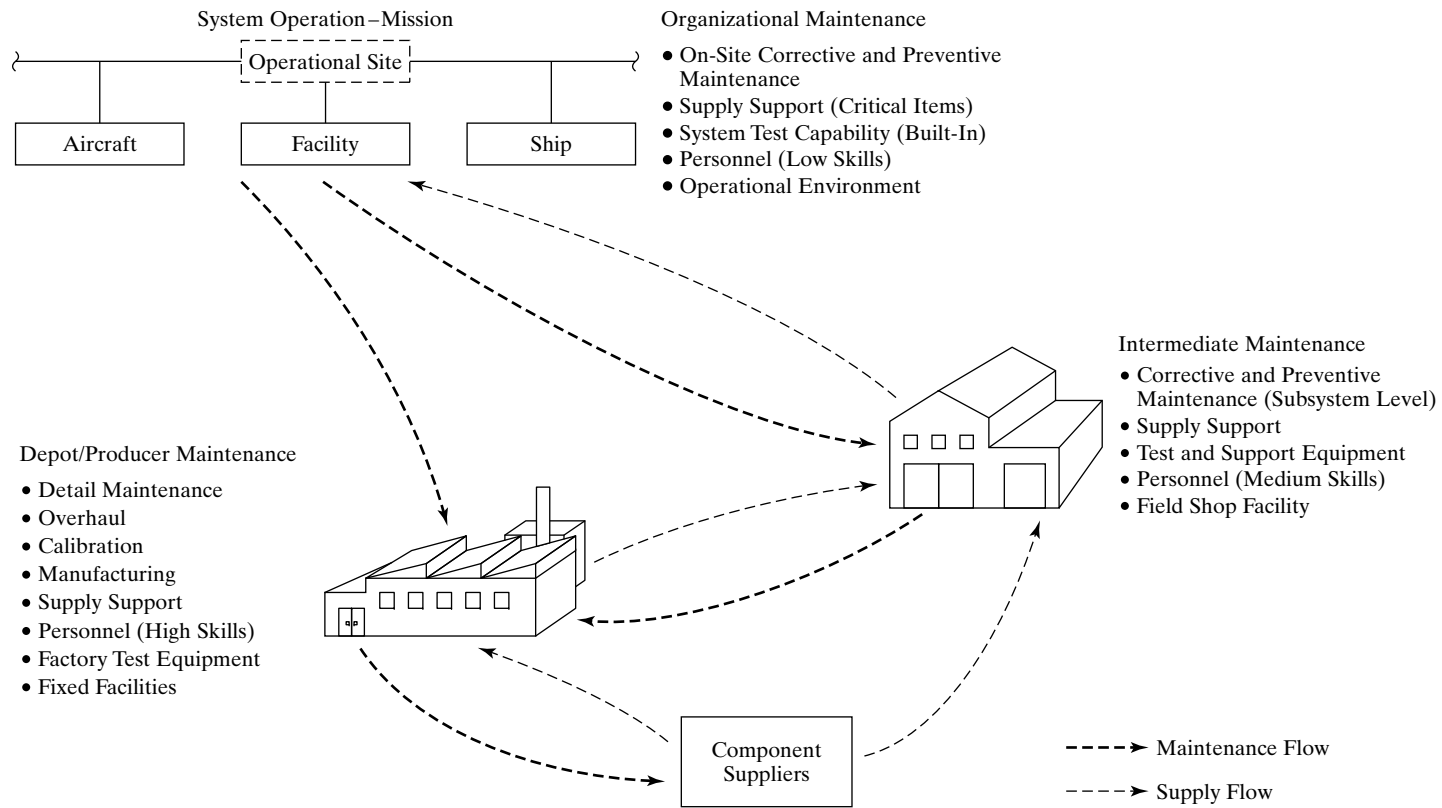 System Operation–Mission
Operational Site
Aircraft
Facility
Ship
Organizational Maintenance
• On-Site Corrective and Preventive
Maintenance
• Supply Support (Critical Items)
• System Test Capability (Built-In)
• Personnel (Low Skills)
• Operational Environment
Intermediate Maintenance
• Corrective and Preventive
Maintenance (Subsystem Level)
• Supply Support
• Test and Support Equipment
• Personnel (Medium Skills)
• Field Shop Facility
Depot/Producer Maintenance
• Detail Maintenance
• Overhaul
• Calibration
• Manufacturing
• Supply Support
• Personnel (High Skills)
• Factory Test Equipment
• Fixed Facilities
Component
Suppliers
Maintenance Flow
Supply Flow